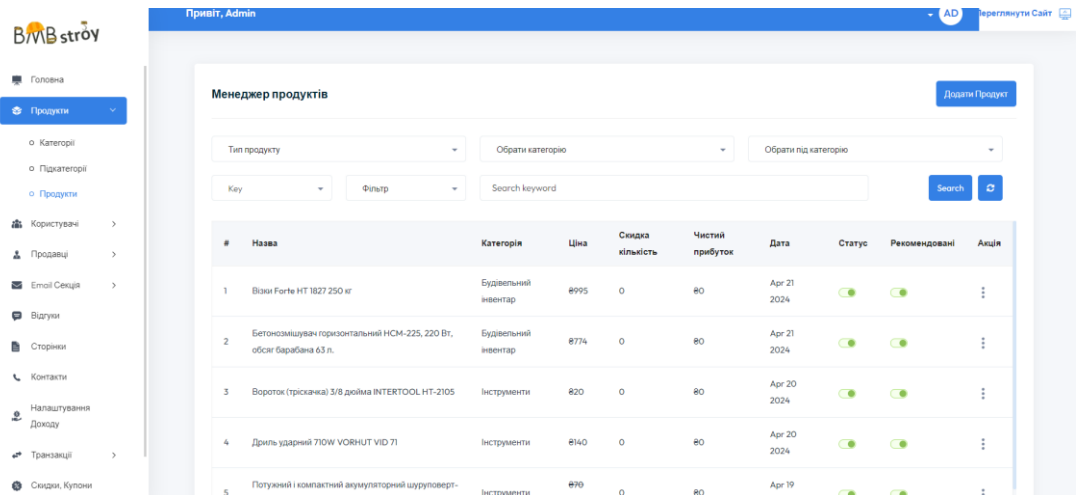 BMB stroy
Привіт, Admin
AD
Переглянути Сайт
Головна
Продукти
Категорії
Підкатегорії
Продукти
Користувачі
Продавці
Email Секція
Відгуки
Сторінки
Контакти
Налаштування
Доходу
Транзакції
Скидки, Купони
Менеджер продуктів
Додати Продукт
Тип продукту
Обрати категорію
Обрати під категорію
Key
Фільтр
Search keyword
Search
# Назва Категорія Ціна Скидка кількість Чистий прибуток Дата Статус Рекомендовані Акція
1 Візки Forte HT 1827 250 кг Будівельний інвентар ₴995 0 ₴0 Apr 21 2024
2 Бетонозмішувач горизонтальний HCM-225, 220 Вт, обсяг барабана 63 л. Будівельний інвентар ₴774 0 ₴0 Apr 21 2024
3 Вороток (тріскачка) 3/8 дюйма INTERTOOL HT-2105 Інструменти ₴20 0 ₴0 Apr 20 2024
4 Дриль ударний 710W VORHUT VID 71 Інструменти ₴140 0 ₴0 Apr 20 2024
5 Потужний і компактний акумуляторний шуруповерт- Інструменти ₴70 0 ₴0 Apr 19